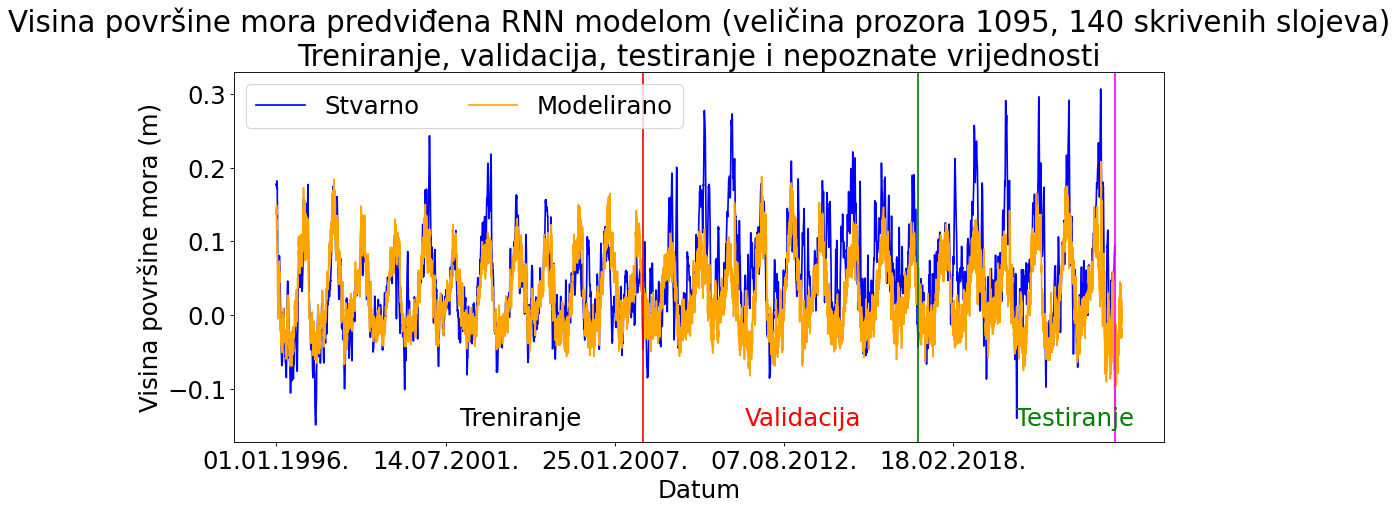 Visina površine mora predviđena RNN modelom (veličina prozora 1095, 140 skrivenih slojeva)
Treniranje, validacija, testiranje i nepoznate vrijednosti
Stvarno Modelirano
Visina površine mora (m)
0.3
0.2
0.1
0.0
−0.1
Treniranje Validacija Testiranje
01.01.1996. 14.07.2001. 25.01.2007. 07.08.2012. 18.02.2018.
Datum